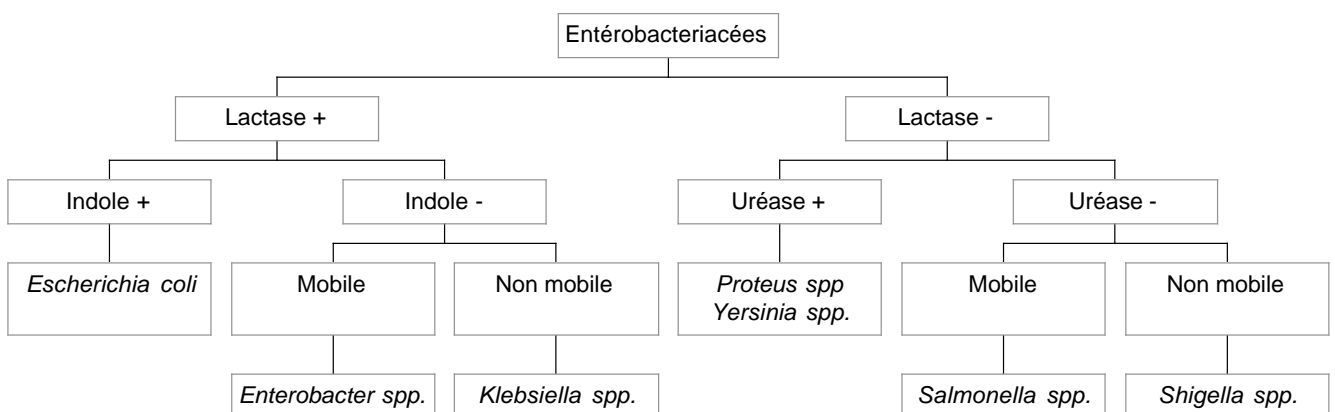 Entérobacteriacées
Lactase +
Lactase -
Indole +
Indole -
Uréase +
Uréase -
Escherichia coli
Mobile
Non mobile
Proteus spp
Yersinia spp.
Mobile
Non mobile
Enterobacter spp.
Klebsiella spp.
Salmonella spp.
Shigella spp.